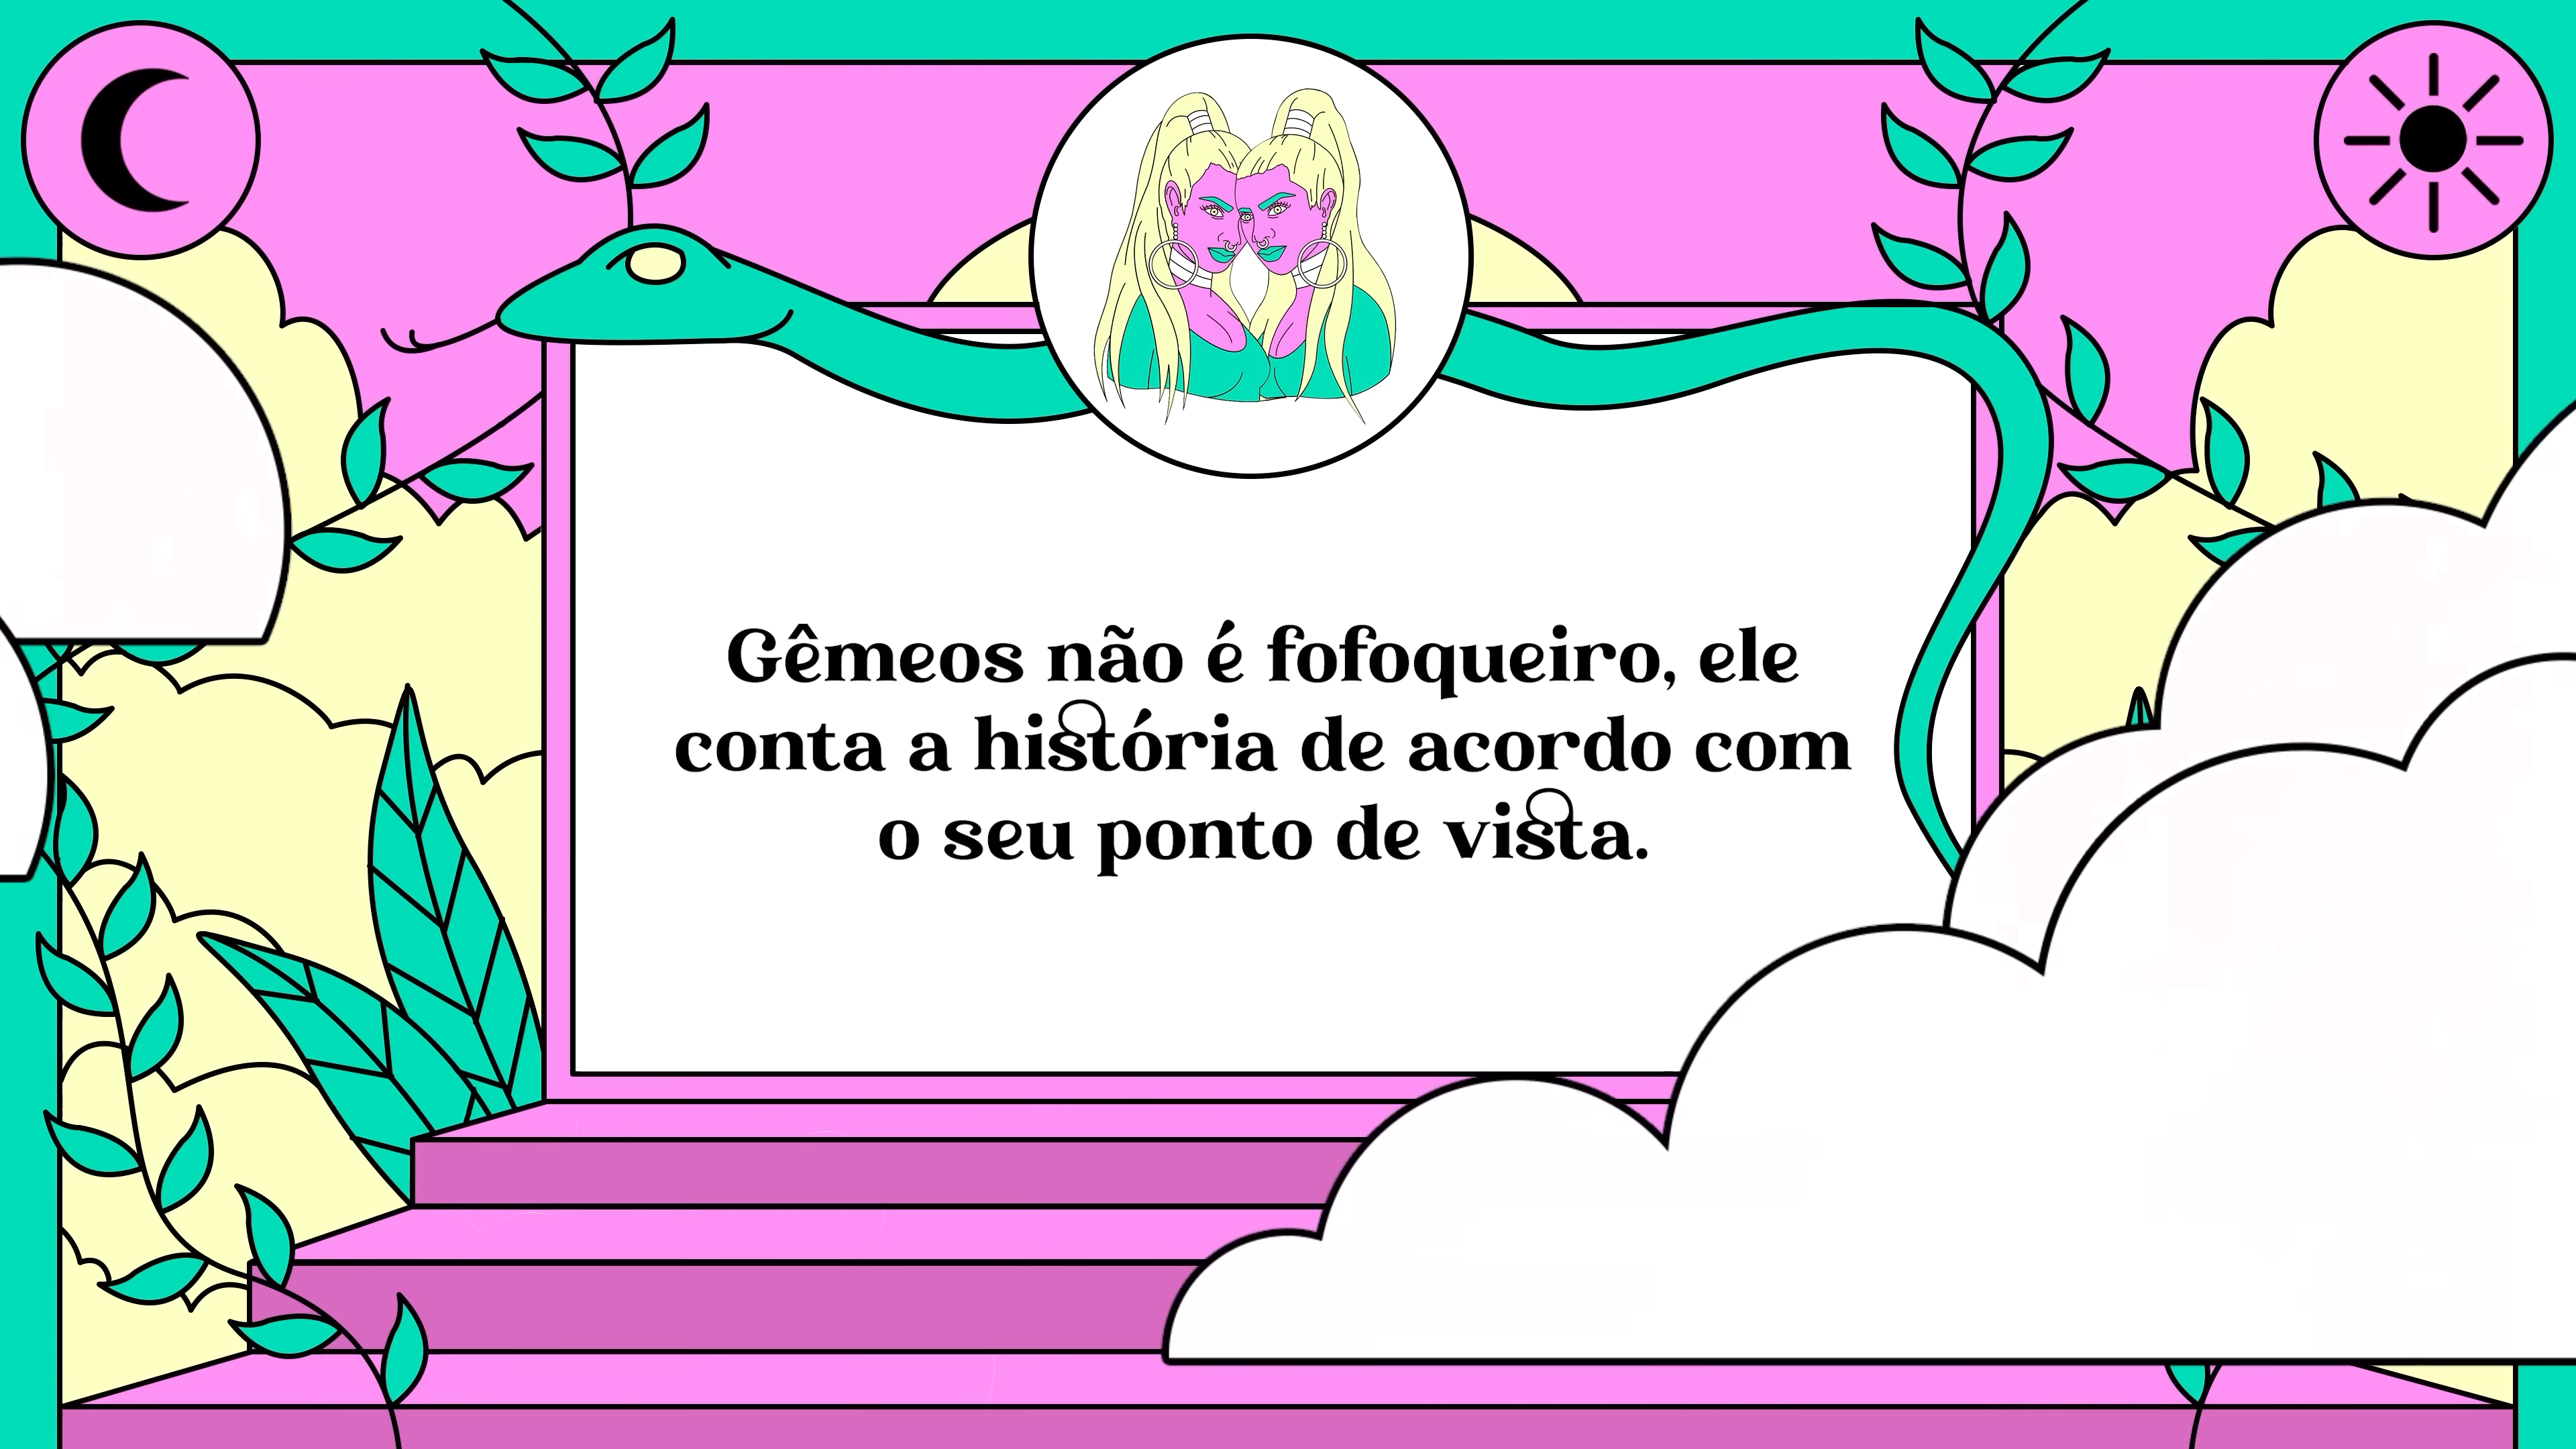 Gêmeos não é fofoqueiro, ele
conta a história de acordo com
o seu ponto de vista.